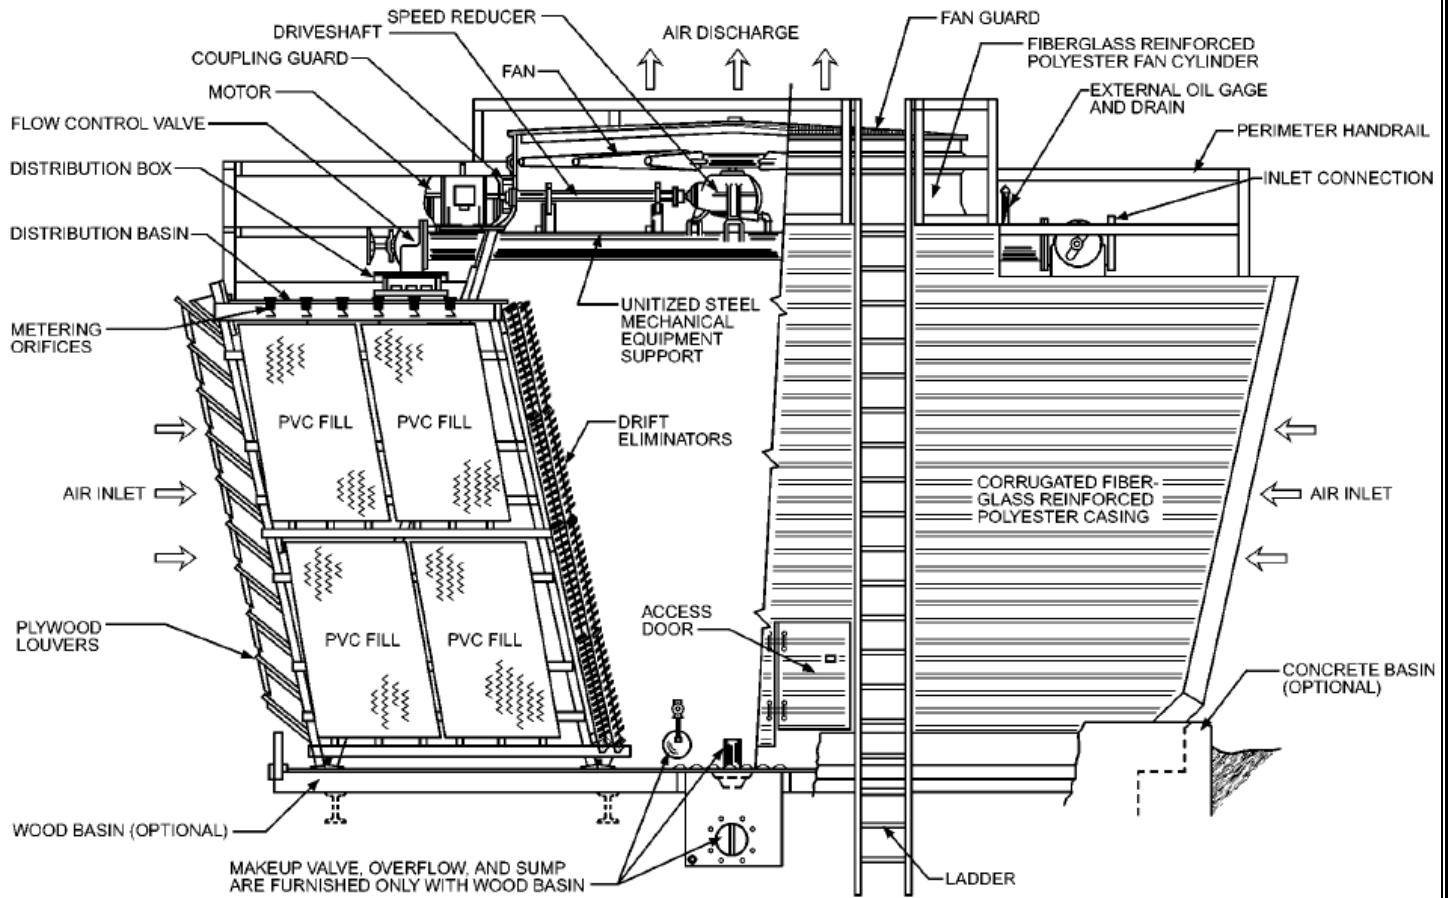 SPEED REDUCER
DRIVESHAFT
COUPLING GUARD
MOTOR
FLOW CONTROL VALVE
DISTRIBUTION BOX
DISTRIBUTION BASIN
METERING
ORIFICES
FAN
AIR DISCHARGE
FAN GUARD
FIBERGLASS REINFORCED
POLYESTER FAN CYLINDER
EXTERNAL OIL GAGE
AND DRAIN
PERIMETER HANDRAIL
INLET CONNECTION
UNITIZED STEEL
MECHANICAL
EQUIPMENT
SUPPORT
PVC FILL
PVC FILL
DRIFT
ELIMINATORS
AIR INLET
CORRUGATED FIBER-
GLASS REINFORCED
POLYESTER CASING
AIR INLET
PLYWOOD
LOUVERS
PVC FILL
PVC FILL
ACCESS
DOOR
CONCRETE BASIN
(OPTIONAL)
WOOD BASIN (OPTIONAL)
MAKEUP VALVE, OVERFLOW, AND SUMP
ARE FURNISHED ONLY WITH WOOD BASIN
LADDER